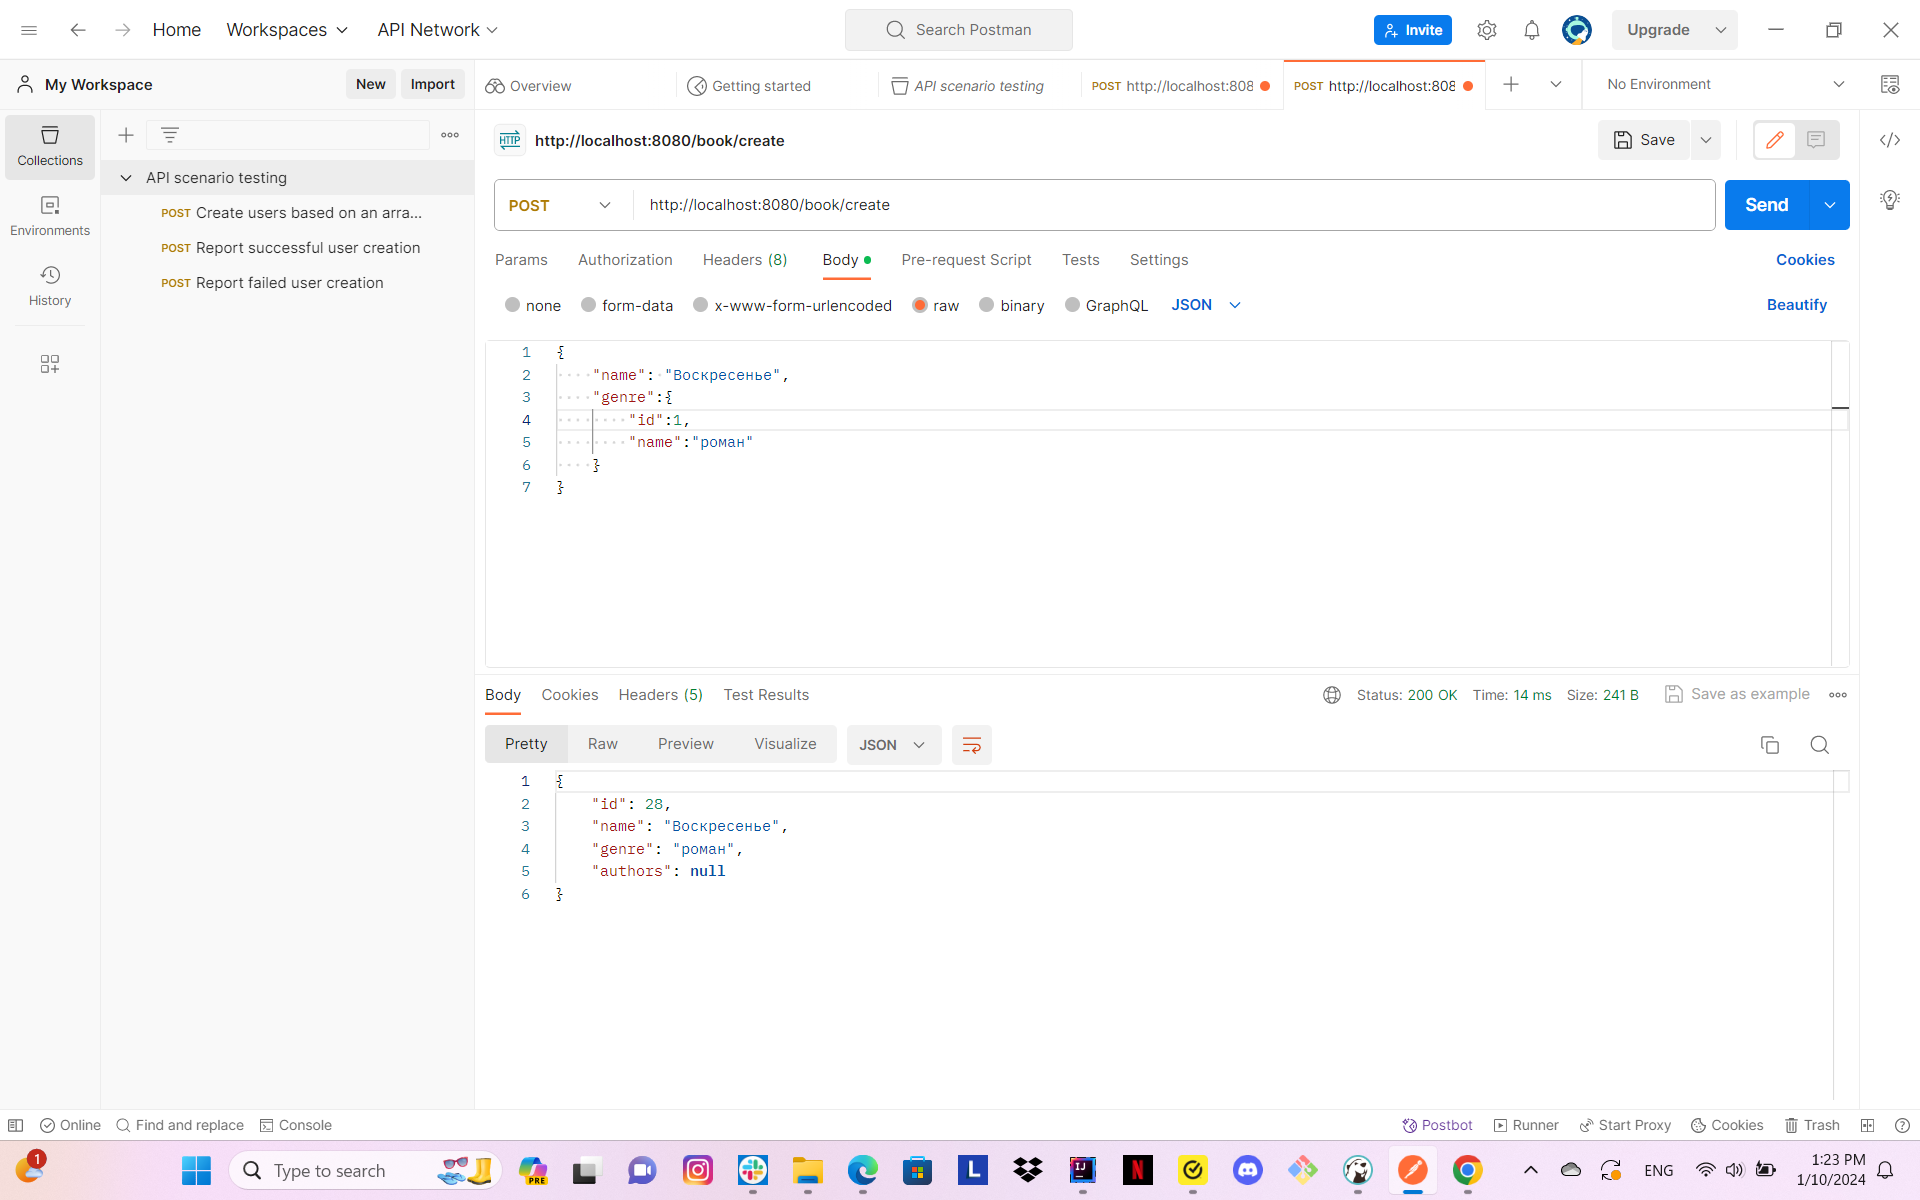 Home Workspaces API Network Search Postman Invite Upgrade
My Workspace New Import Overview Getting started API scenario testing POST http://localhost:808 POST http://localhost:808 No Environment
Collections
Environments
History
API scenario testing
POST Create users based on an arra...
POST Report successful user creation
POST Report failed user creation
HTTP http://localhost:8080/book/create Save
POST http://localhost:8080/book/create Send
Params Authorization Headers (8) Body Pre-request Script Tests Settings Cookies
none form-data x-www-form-urlencoded raw binary GraphQL JSON Beautify
1 {
2 "name": "Воскресенье",
3 "genre":{
4 "id":1,
5 "name":"роман"
6 }
7 }
Body Cookies Headers (5) Test Results Status: 200 OK Time: 14 ms Size: 241 B Save as example
Pretty Raw Preview Visualize JSON
1 {
2 "id": 28,
3 "name": "Воскресенье",
4 "genre": "роман",
5 "authors": null
6 }
Online Find and replace Console Postbot Runner Start Proxy Cookies Trash
1 Type to search PRE L IJ N ENG 1:23 PM
1/10/2024